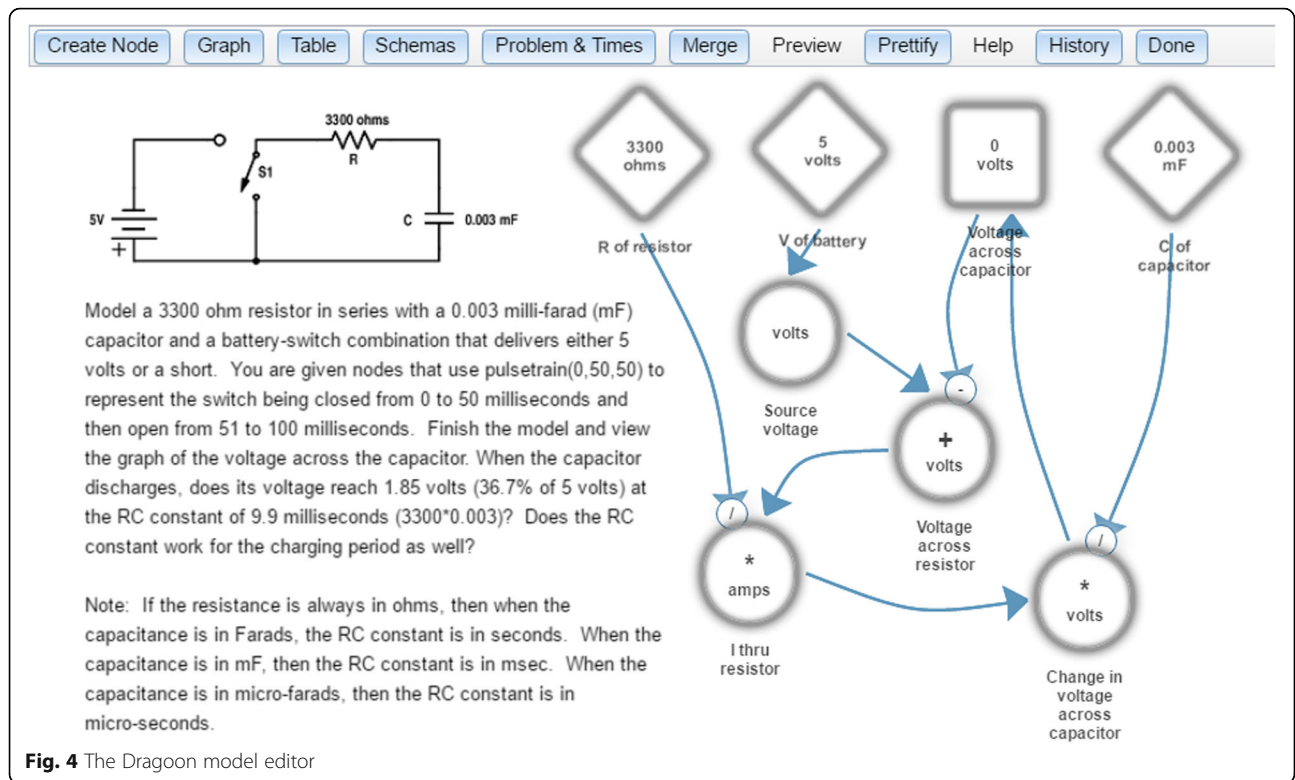 Create Node Graph Table Schemas Problem & Times Merge Preview Prettify Help History Done
3300 ohms
R
S1
5V
+
C
0.003 mF
Model a 3300 ohm resistor in series with a 0.003 milli-farad (mF)
capacitor and a battery-switch combination that delivers either 5
volts or a short. You are given nodes that use pulsetrain(0,50,50) to
represent the switch being closed from 0 to 50 milliseconds and
then open from 51 to 100 milliseconds. Finish the model and view
the graph of the voltage across the capacitor. When the capacitor
discharges, does its voltage reach 1.85 volts (36.7% of 5 volts) at
the RC constant of 9.9 milliseconds (3300*0.003)? Does the RC
constant work for the charging period as well?
Note: If the resistance is always in ohms, then when the
capacitance is in Farads, the RC constant is in seconds. When the
capacitance is in mF, then the RC constant is in msec. When the
capacitance is in micro-farads, then the RC constant is in
micro-seconds.
3300
ohms
R of resistor
5
volts
V of battery
0
volts
Voltage
across
capacitor
0.003
mF
C of
capacitor
volts
Source
voltage
-
+
volts
Voltage
across
resistor
/
*
amps
I thru
resistor
/
*
volts
Change in
voltage
across
capacitor
Fig. 4 The Dragoon model editor